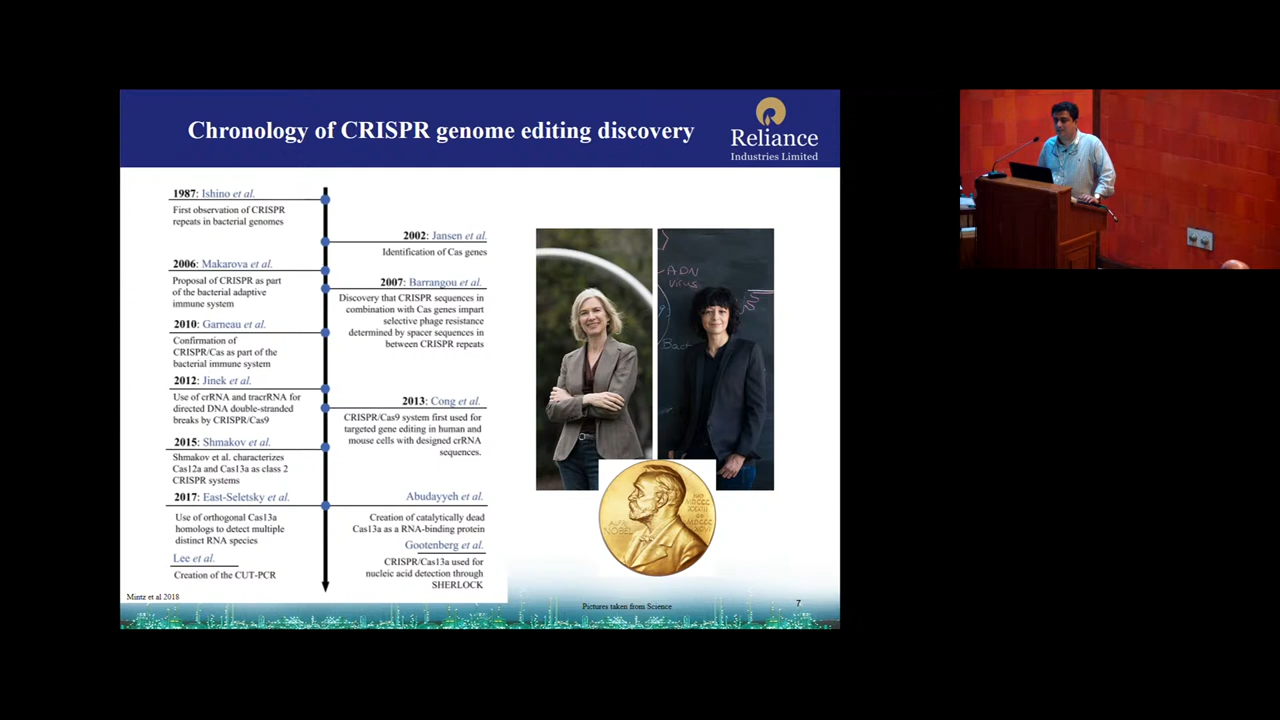 Chronology of CRISPR genome editing discovery
Reliance
Industries Limited
1987: Ishino et al.
First observation of CRISPR
repeats in bacterial genomes
2002: Jansen et al.
Identification of Cas genes
2006: Makarova et al.
Proposal of CRISPR as part
of the bacterial adaptive
immune system
2007: Barrangou et al.
Discovery that CRISPR sequences in
combination with Cas genes impart
selective phage resistance
determined by spacer sequences in
between CRISPR repeats
2010: Garneau et al.
Confirmation of
CRISPR/Cas as part of the
bacterial immune system
2012: Jinek et al.
Use of crRNA and tracrRNA for
directed DNA double-stranded
breaks by CRISPR/Cas9
2013: Cong et al.
CRISPR/Cas9 system first used for
targeted gene editing in human and
mouse cells with designed crRNA
sequences.
2015: Shmakov et al.
Shmakov et al. characterizes
Cas12a and Cas13a as class 2
CRISPR systems
2017: East-Seletsky et al.
Use of orthogonal Cas13a
homologs to detect multiple
distinct RNA species
Abudayyeh et al.
Creation of catalytically dead
Cas13a as a RNA-binding protein
Lee et al.
Creation of the CUT-PCR
Gootenberg et al.
CRISPR/Cas13a used for
nucleic acid detection through
SHERLOCK
ADN
Virus
Bact
Mintz et al 2018
Pictures taken from Science
7